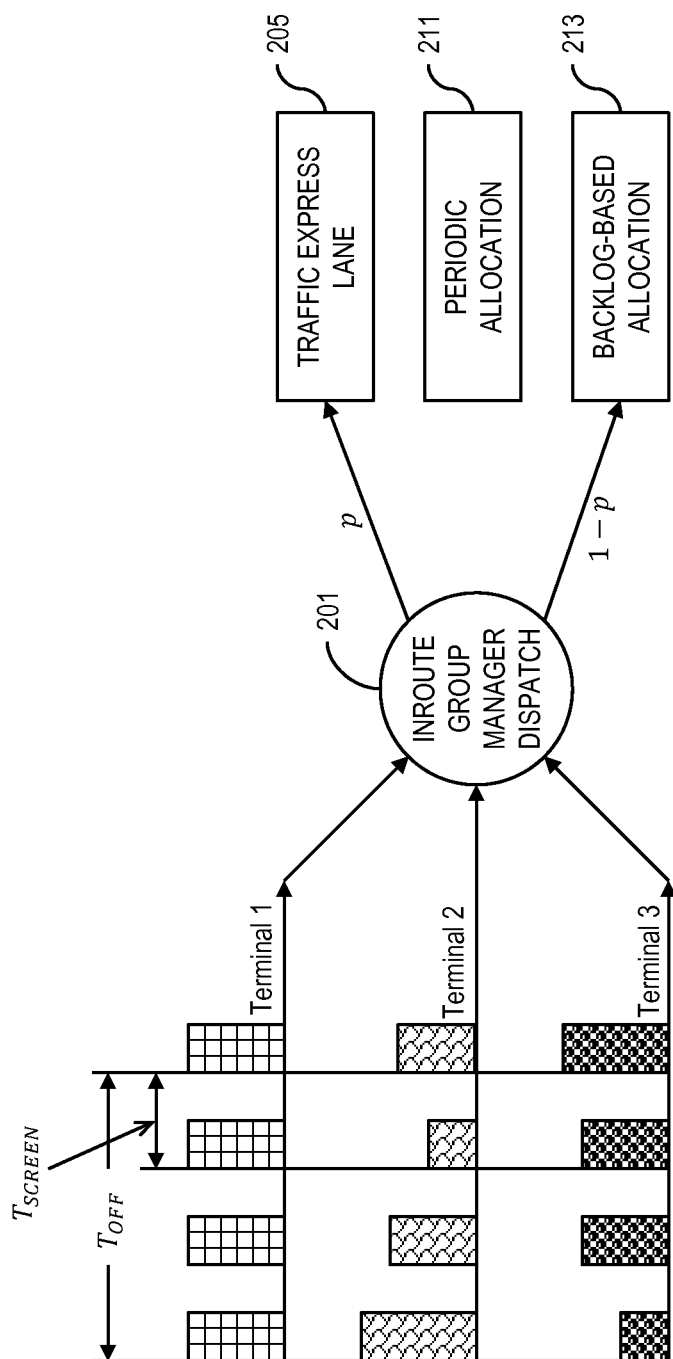 T_SCREEN
T_OFF
Terminal 1
Terminal 2
Terminal 3
201
INROUTE
GROUP
MANAGER
DISPATCH
p
1 − p
TRAFFIC EXPRESS
LANE
205
PERIODIC
ALLOCATION
211
BACKLOG-BASED
ALLOCATION
213